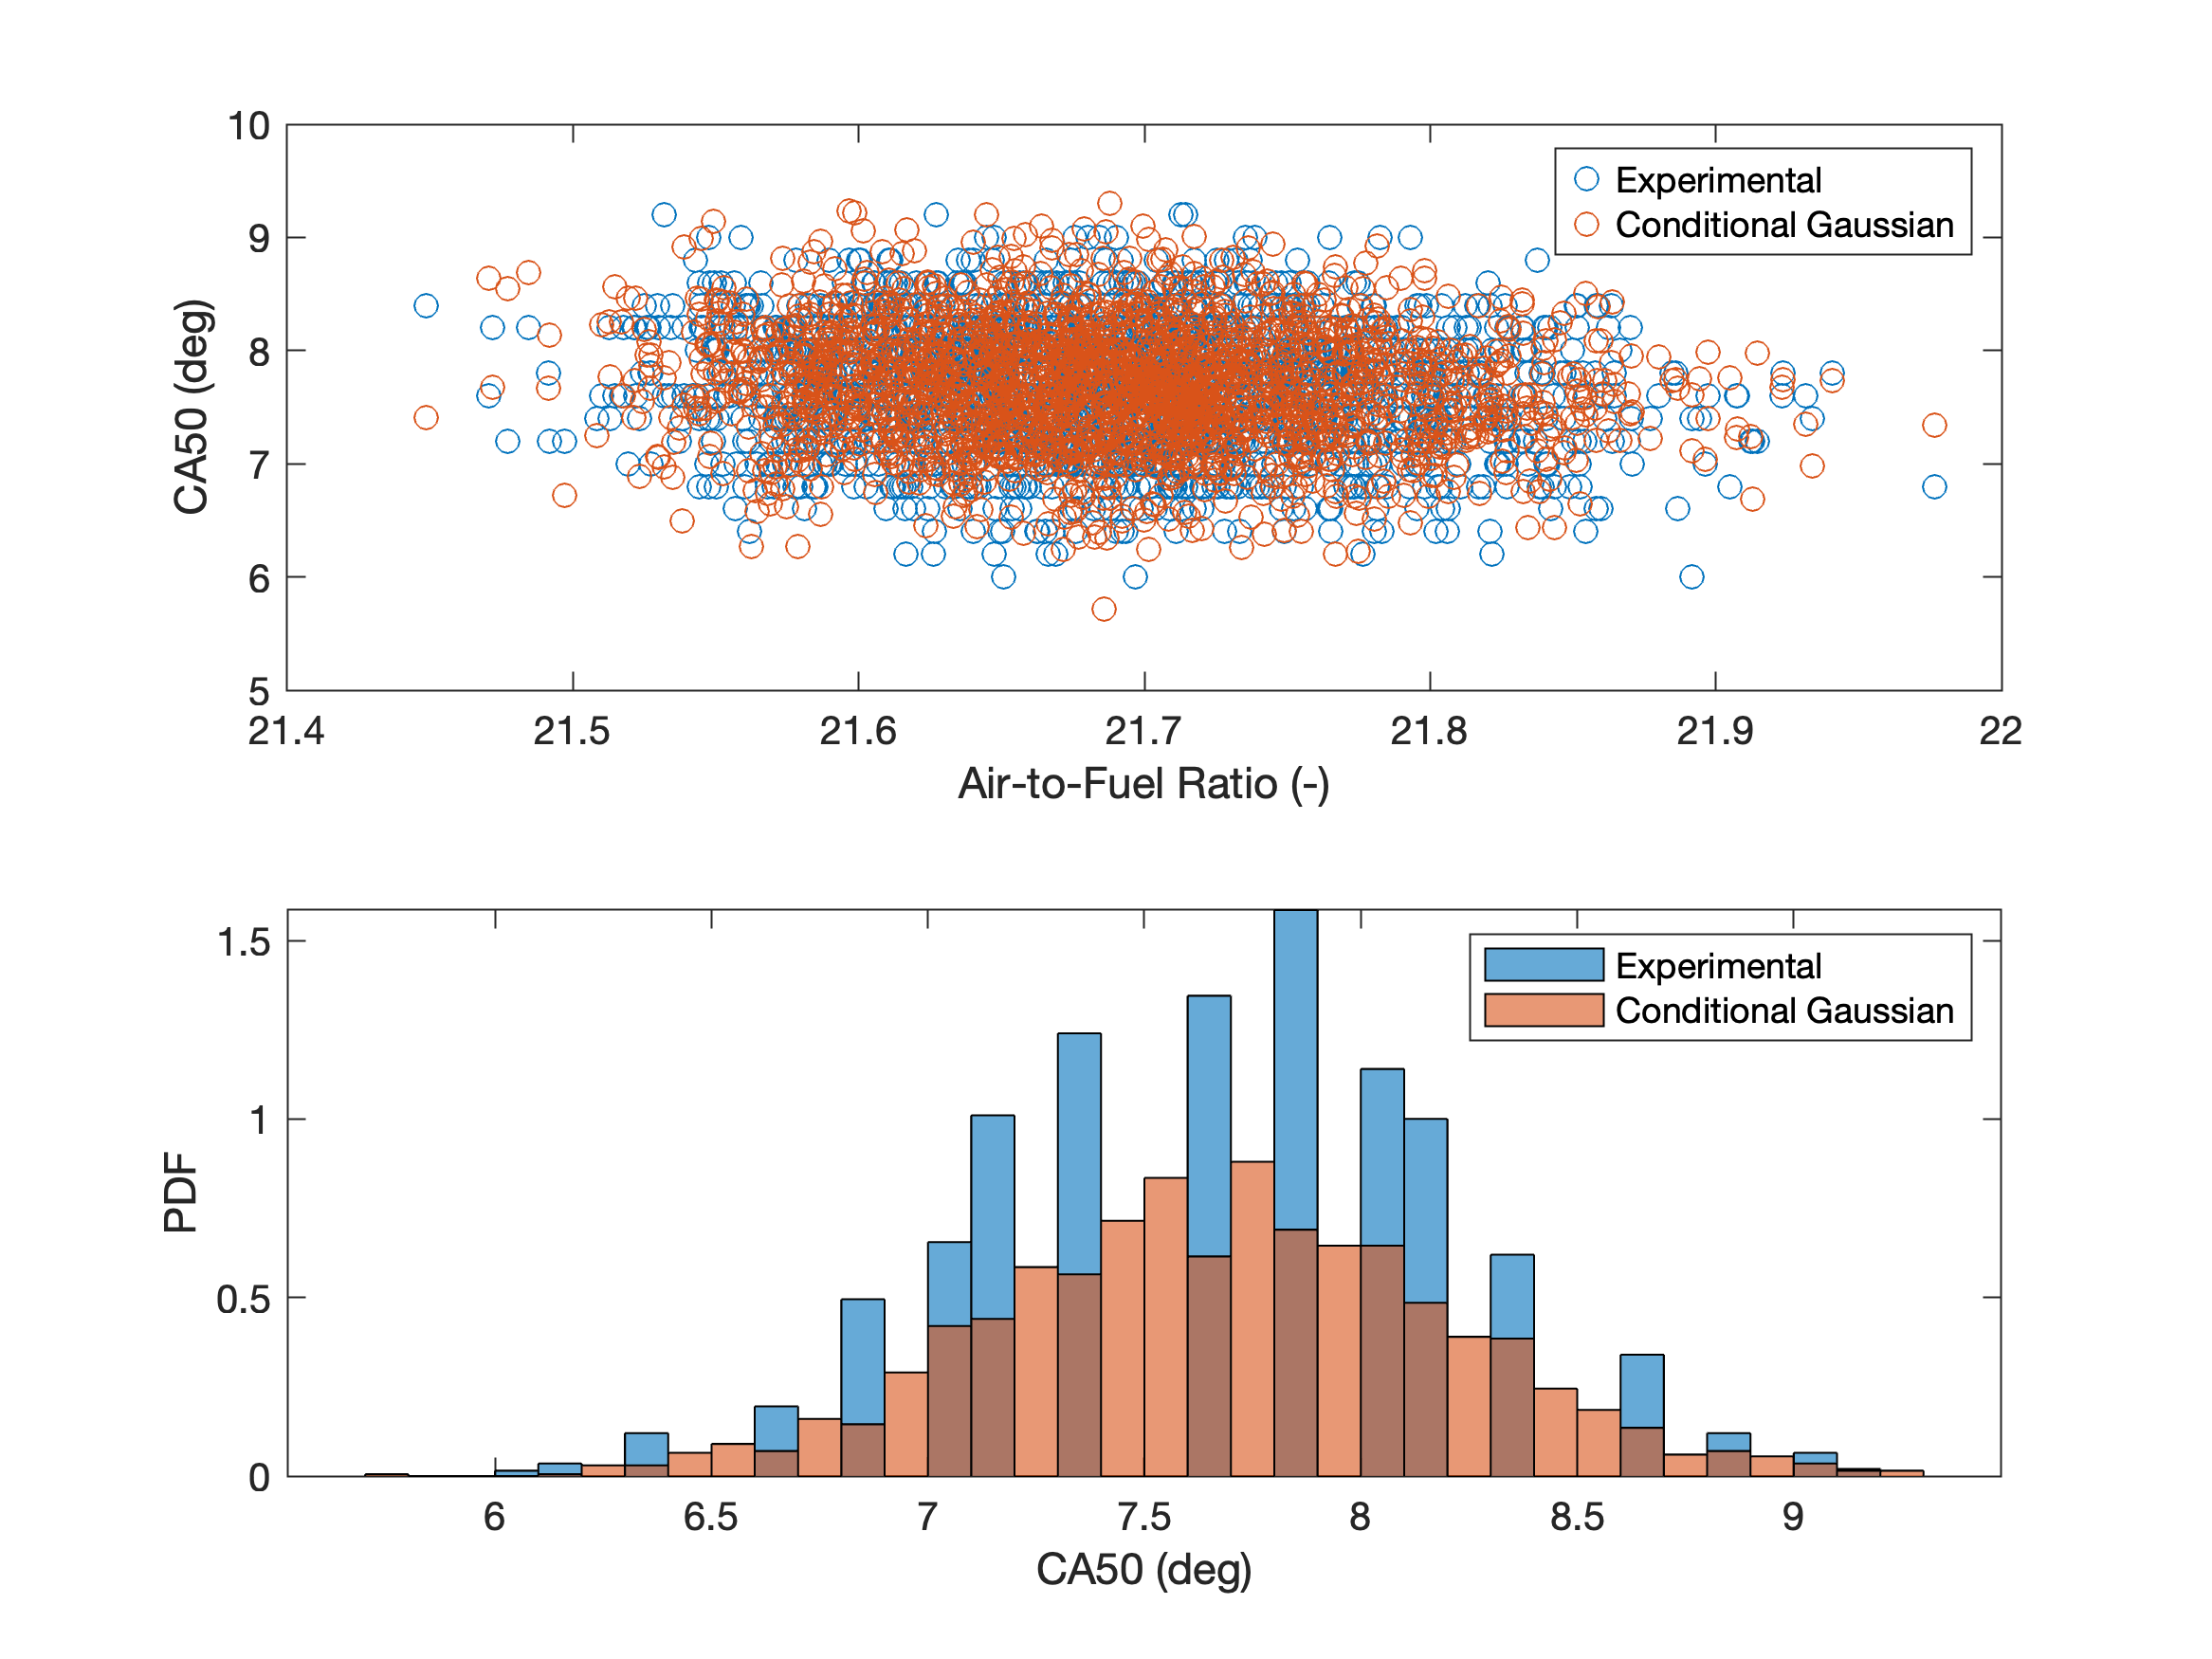 10
9
8
7
6
5
CA50 (deg)
Experimental
Conditional Gaussian
21.4 21.5 21.6 21.7 21.8 21.9 22
Air-to-Fuel Ratio (-)
1.5
1
0.5
0
PDF
Experimental
Conditional Gaussian
6 6.5 7 7.5 8 8.5 9
CA50 (deg)